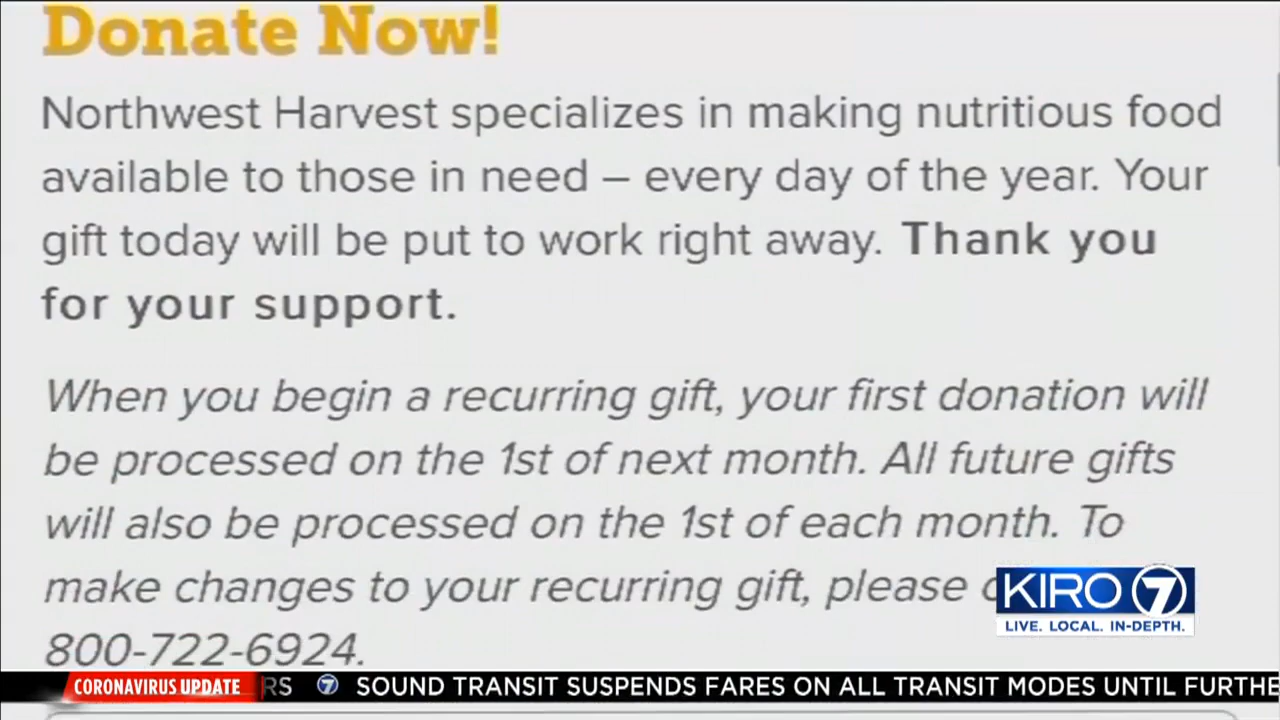 Donate Now!
Northwest Harvest specializes in making nutritious food
available to those in need – every day of the year. Your
gift today will be put to work right away. Thank you
for your support.
When you begin a recurring gift, your first donation will
be processed on the 1st of next month. All future gifts
will also be processed on the 1st of each month. To
make changes to your recurring gift, please
800-722-6924.
KIRO 7
LIVE. LOCAL. IN-DEPTH.
CORONAVIRUS UPDATE RS 7 SOUND TRANSIT SUSPENDS FARES ON ALL TRANSIT MODES UNTIL FURTHE